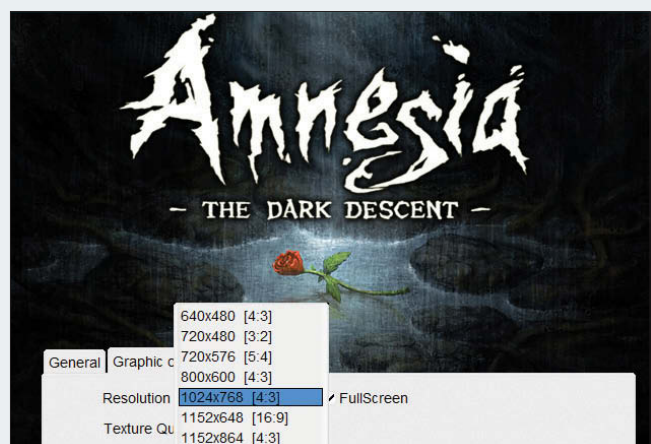 Amnesia
- THE DARK DESCENT -
640x480 [4:3]
720x480 [3:2]
720x576 [5:4]
General Graphic
800x600 [4:3]
Resolution 1024x768 [4:3] FullScreen
1152x648 [16:9]
Texture
1152x864 [4:3]